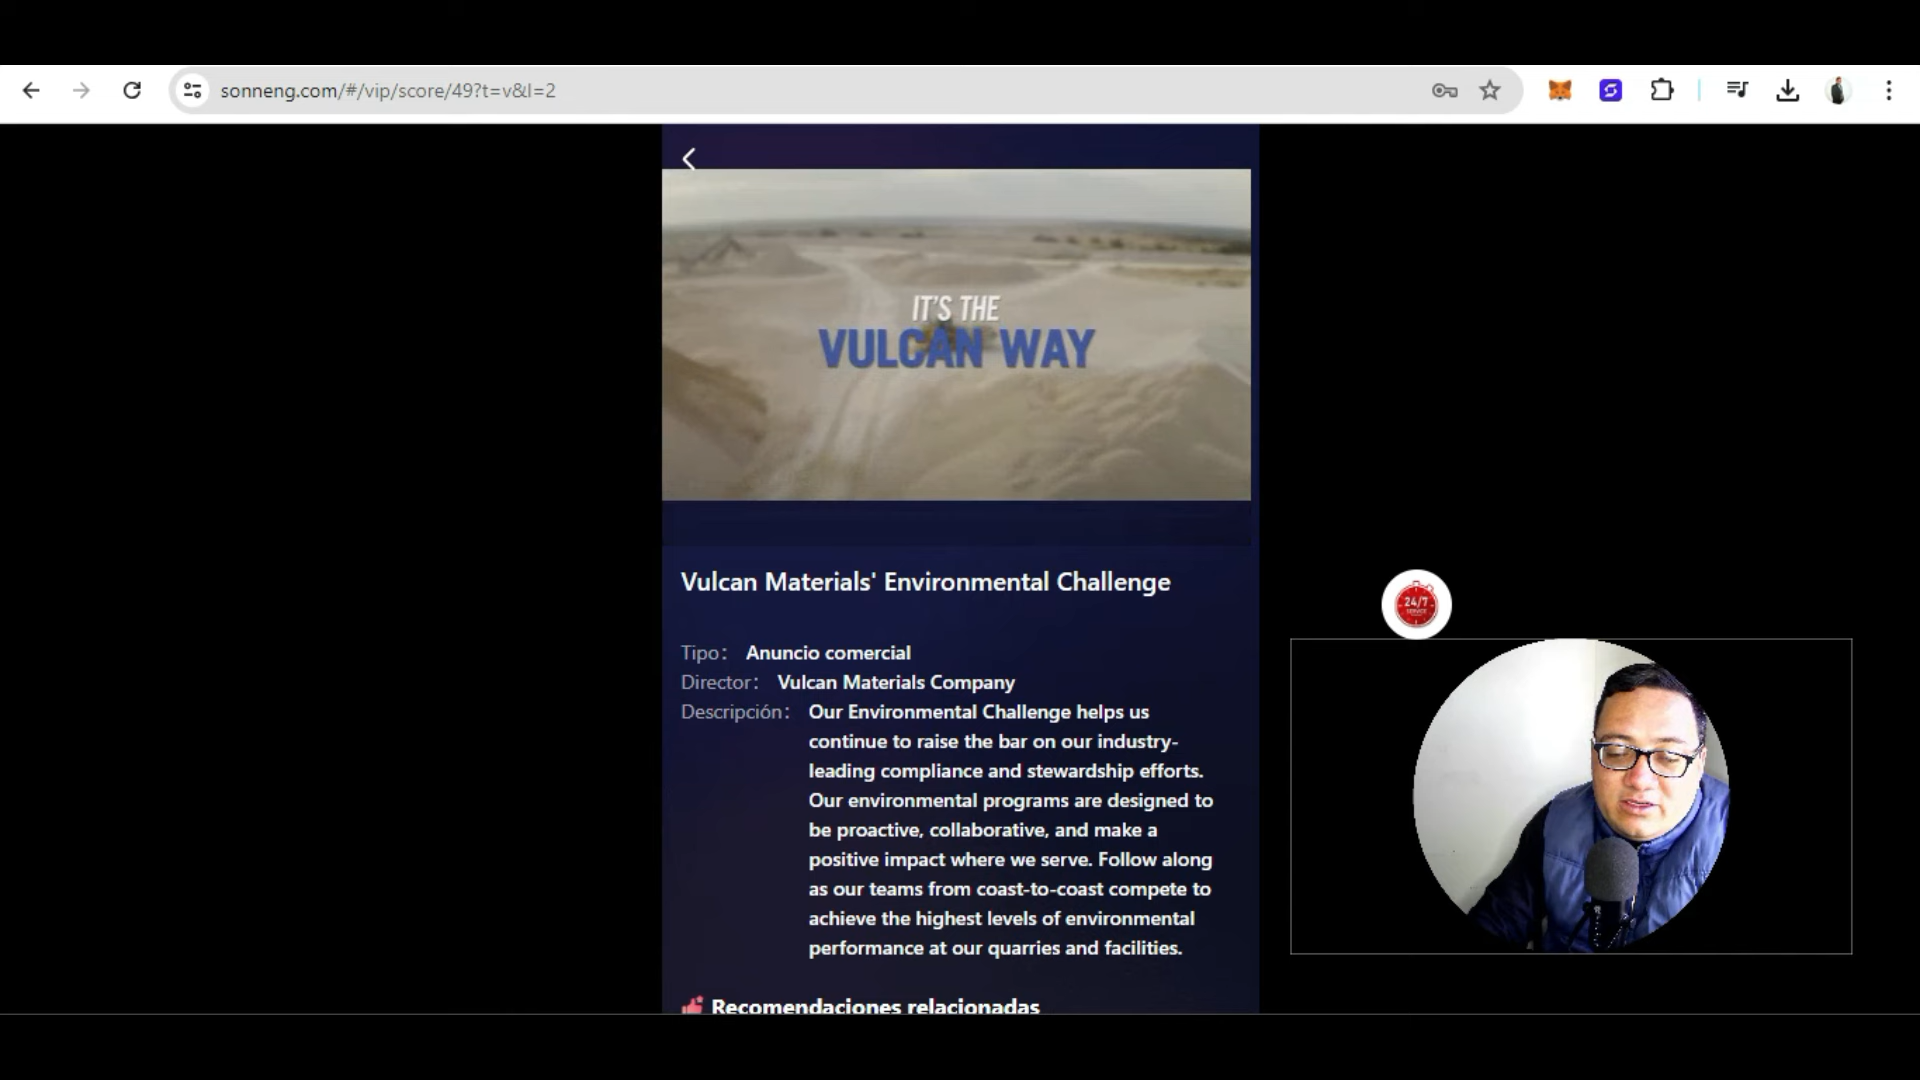 sonneng.com/#/vip/score/49?t=v&l=2
IT'S THE
VULCAN WAY
Vulcan Materials' Environmental Challenge
Tipo: Anuncio comercial
Director: Vulcan Materials Company
Descripción: Our Environmental Challenge helps us
continue to raise the bar on our industry-
leading compliance and stewardship efforts.
Our environmental programs are designed to
be proactive, collaborative, and make a
positive impact where we serve. Follow along
as our teams from coast-to-coast compete to
achieve the highest levels of environmental
performance at our quarries and facilities.
Recomendaciones relacionadas
24/7
SERVICE